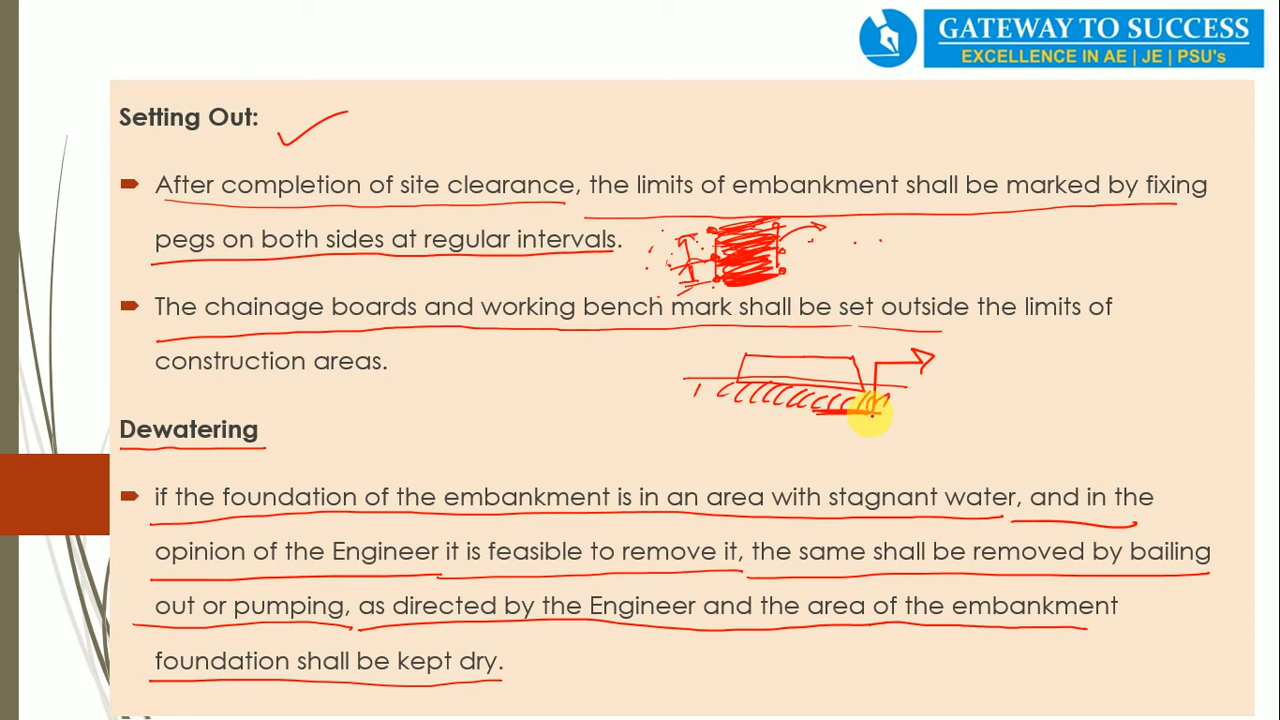 GATEWAY TO SUCCESS
EXCELLENCE IN AE | JE | PSU's
Setting Out:
After completion of site clearance, the limits of embankment shall be marked by fixing
pegs on both sides at regular intervals.
The chainage boards and working bench mark shall be set outside the limits of
construction areas.
Dewatering
if the foundation of the embankment is in an area with stagnant water, and in the
opinion of the Engineer it is feasible to remove it, the same shall be removed by bailing
out or pumping, as directed by the Engineer and the area of the embankment
foundation shall be kept dry.